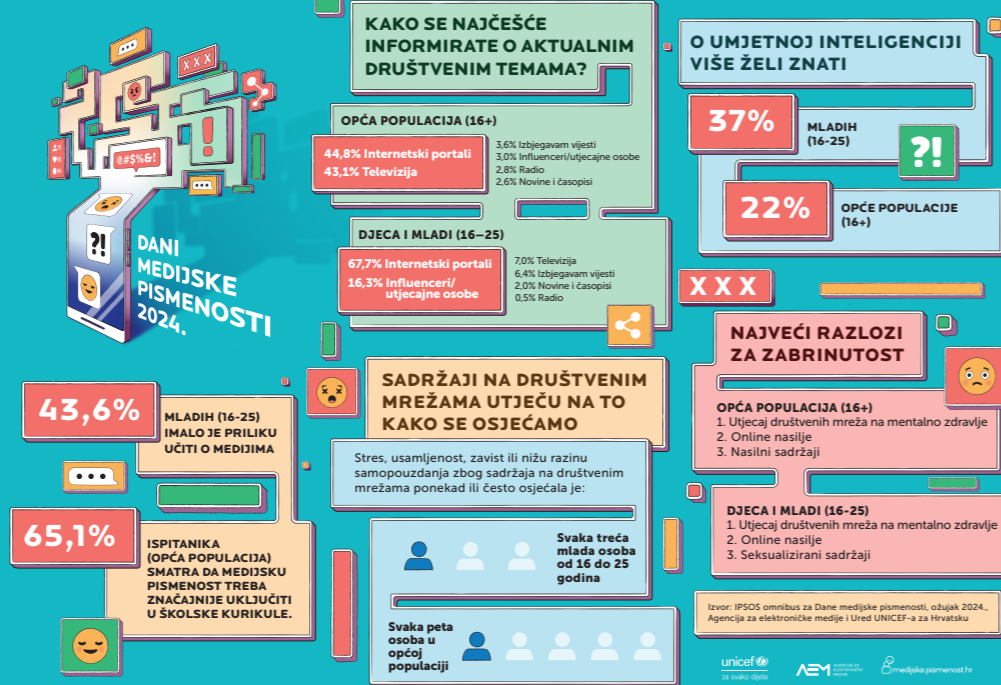 X X X
@#$%&!
!
?!
DANI
MEDIJSKE
PISMENOSTI
2024.
KAKO SE NAJČEŠĆE
INFORMIRATE O AKTUALNIM
DRUŠTVENIM TEMAMA?
OPĆA POPULACIJA (16+)
44,8% Internetski portali
43,1% Televizija
3,6% Izbjegavam vijesti
3,0% Influenceri/utjecajne osobe
2,8% Radio
2,6% Novine i časopisi
DJECA I MLADI (16–25)
67,7% Internetski portali
16,3% Influenceri/
utjecajne osobe
7,0% Televizija
6,4% Izbjegavam vijesti
2,0% Novine i časopisi
0,5% Radio
O UMJETNOJ INTELIGENCIJI
VIŠE ŽELI ZNATI
37%
MLADIH
(16-25)
?!
22%
OPĆE POPULACIJE
(16+)
X X X
NAJVEĆI RAZLOZI
ZA ZABRINUTOST
OPĆA POPULACIJA (16+)
1. Utjecaj društvenih mreža na mentalno zdravlje
2. Online nasilje
3. Nasilni sadržaji
DJECA I MLADI (16-25)
1. Utjecaj društvenih mreža na mentalno zdravlje
2. Online nasilje
3. Seksualizirani sadržaji
43,6%
MLADIH (16-25)
IMALO JE PRILIKU
UČITI O MEDIJIMA
65,1%
ISPITANIKA
(OPĆA POPULACIJA)
SMATRA DA MEDIJSKU
PISMENOST TREBA
ZNAČAJNIJE UKLJUČITI
U ŠKOLSKE KURIKULE.
SADRŽAJI NA DRUŠTVENIM
MREŽAMA UTJEČU NA TO
KAKO SE OSJEĆAMO
Stres, usamljenost, zavist ili nižu razinu
samopouzdanja zbog sadržaja na društvenim
mrežama ponekad ili često osjećala je:
Svaka treća
mlada osoba
od 16 do 25
godina
Svaka peta
osoba u
općoj
populaciji
Izvor: IPSOS omnibus za Dane medijske pismenosti, ožujak 2024.,
Agencija za elektroničke medije i Ured UNICEF-a za Hrvatsku
unicef
za svako dijete
AEM
AGENCIJA ZA
ELEKTRONIČKE
MEDIJE
medijska pismenost.hr